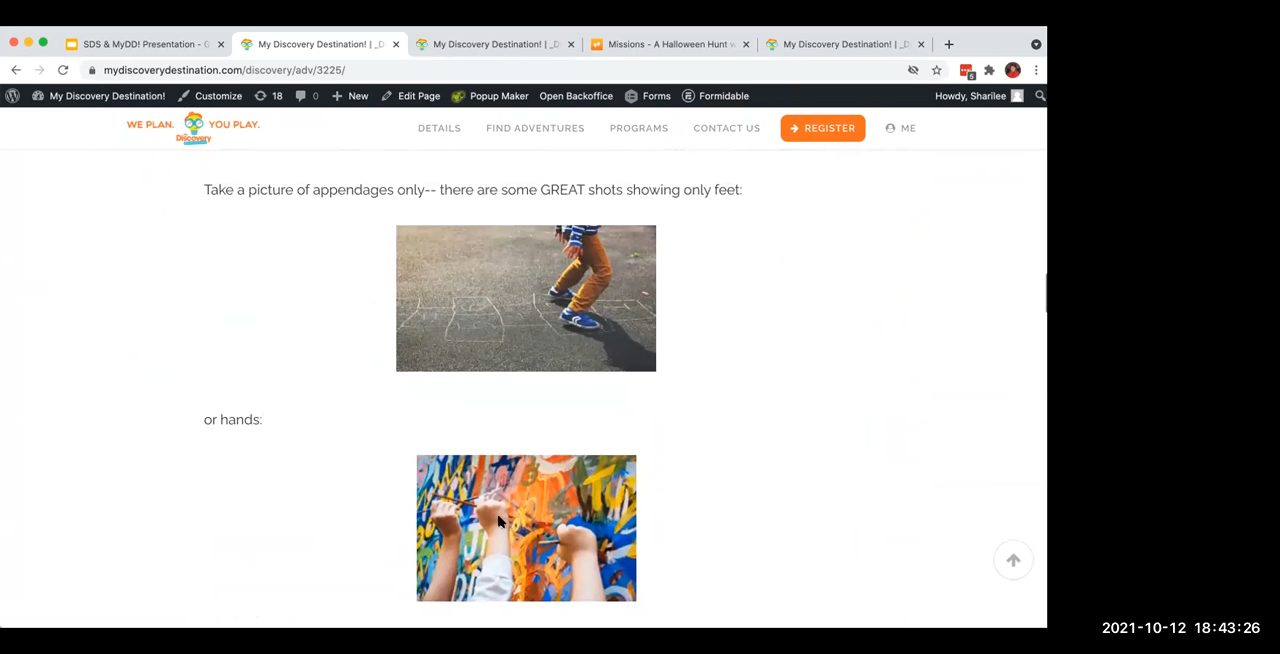 SDS & MyDD! Presentation - G
My Discovery Destination! | _D
My Discovery Destination! | _D
Missions - A Halloween Hunt w
My Discovery Destination! | _D
mydiscoverydestination.com/discovery/adv/3225/
5
My Discovery Destination!
Customize
18
0
New
Edit Page
Popup Maker
Open Backoffice
Forms
Formidable
Howdy, Sharilee
WE PLAN. YOU PLAY.
Discovery
DETAILS
FIND ADVENTURES
PROGRAMS
CONTACT US
REGISTER
ME
Take a picture of appendages only-- there are some GREAT shots showing only feet:
or hands:
2021-10-12 18:43:26